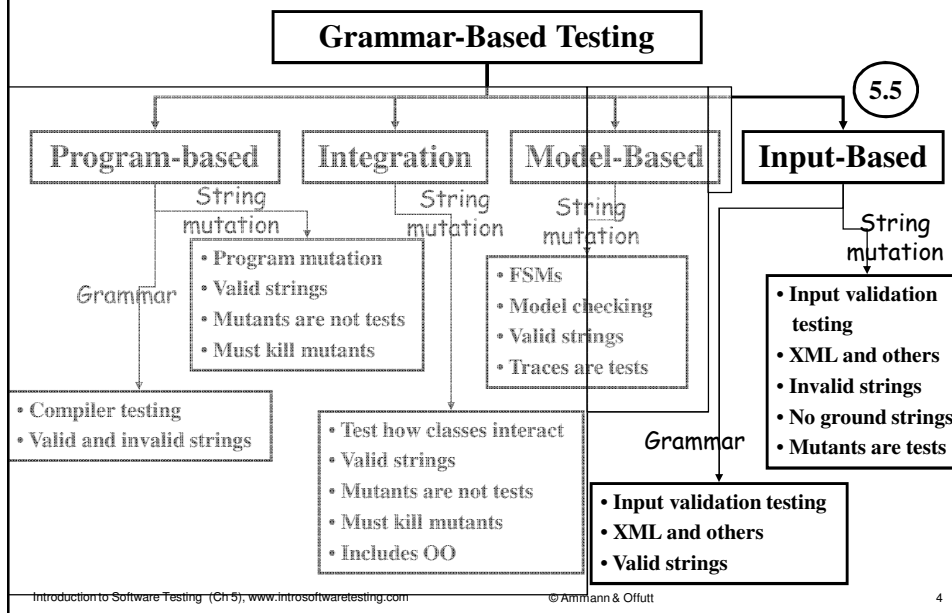 Grammar-Based Testing
5.5
Program-based
Integration
Model-Based
Input-Based
String
mutation
• Program mutation
• Valid strings
• Mutants are not tests
• Must kill mutants
Grammar
• Compiler testing
• Valid and invalid strings
String
mutation
• Test how classes interact
• Valid strings
• Mutants are not tests
• Must kill mutants
• Includes OO
String
mutation
• FSMs
• Model checking
• Valid strings
• Traces are tests
String
mutation
• Input validation
testing
• XML and others
• Invalid strings
• No ground strings
• Mutants are tests
Grammar
• Input validation testing
• XML and others
• Valid strings
Introduction to Software Testing (Ch 5), www.introsoftwaretesting.com
© Ammann & Offutt
4